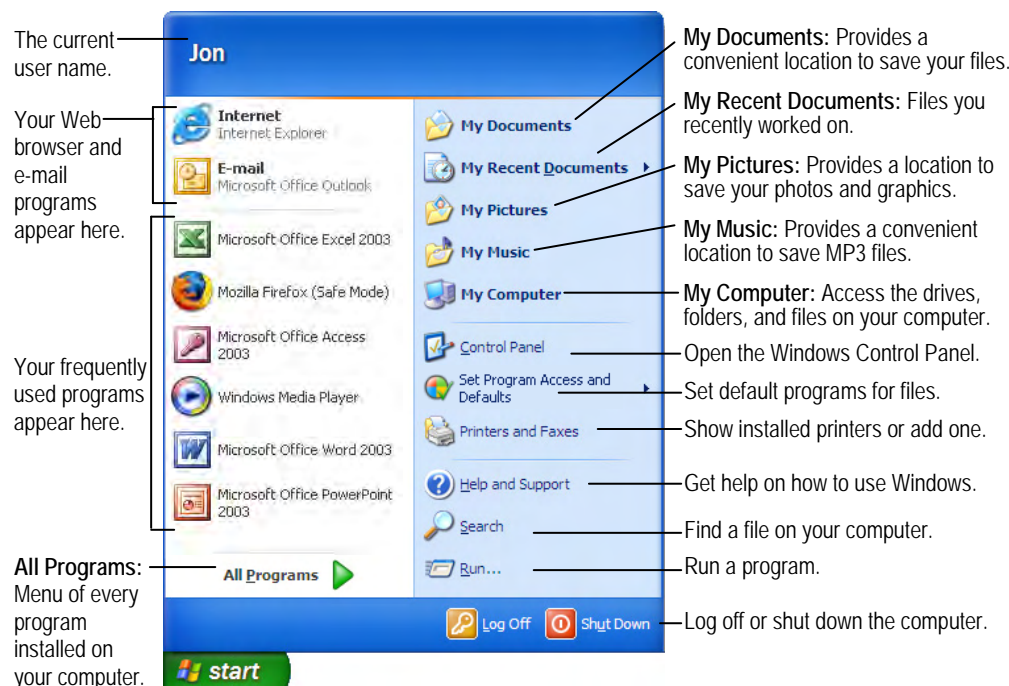 The current
user name.
Your Web
browser and
e-mail
programs
appear here.
Your frequently
used programs
appear here.
All Programs:
Menu of every
program
installed on
your computer.
Jon
Internet
Internet Explorer
E-mail
Microsoft Office Outlook
Microsoft Office Excel 2003
Mozilla Firefox (Safe Mode)
Microsoft Office Access
2003
Windows Media Player
Microsoft Office Word 2003
Microsoft Office PowerPoint
2003
All Programs
My Documents
My Recent Documents
My Pictures
My Music
My Computer
Control Panel
Set Program Access and
Defaults
Printers and Faxes
Help and Support
Search
Run...
Log Off
Shut Down
start
My Documents: Provides a
convenient location to save your files.
My Recent Documents: Files you
recently worked on.
My Pictures: Provides a location to
save your photos and graphics.
My Music: Provides a convenient
location to save MP3 files.
My Computer: Access the drives,
folders, and files on your computer.
Open the Windows Control Panel.
Set default programs for files.
Show installed printers or add one.
Get help on how to use Windows.
Find a file on your computer.
Run a program.
Log off or shut down the computer.